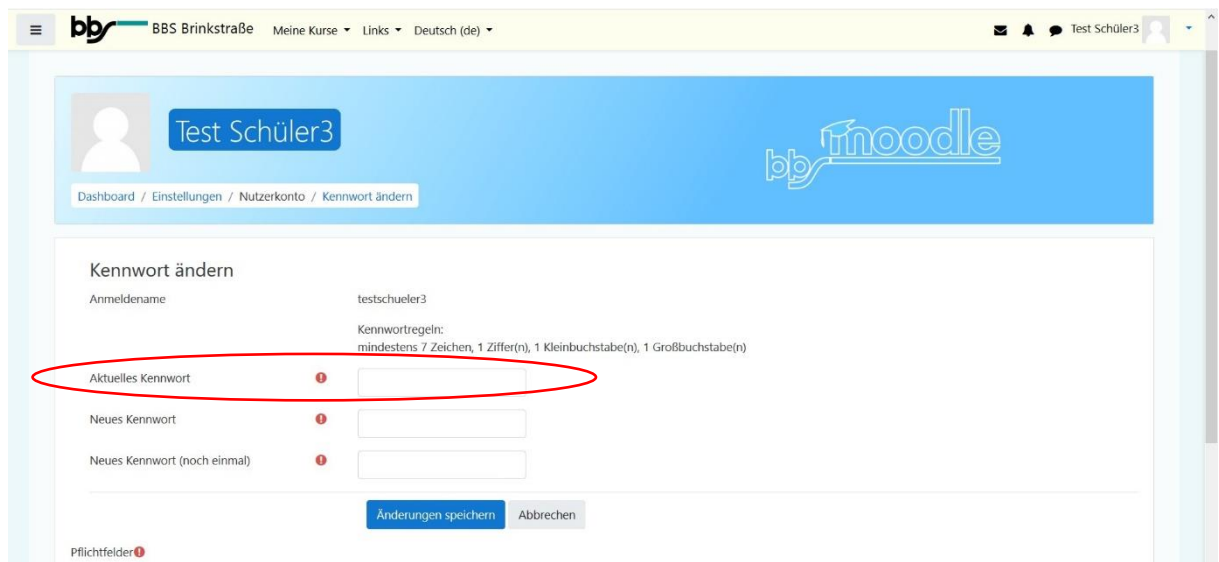 bbs BBS Brinkstraße Meine Kurse Links Deutsch (de) Test Schüler3
Test Schüler3
bbs moodle
Dashboard / Einstellungen / Nutzerkonto / Kennwort ändern
Kennwort ändern
Anmeldename testschueler3
Kennwortregeln:
mindestens 7 Zeichen, 1 Ziffer(n), 1 Kleinbuchstabe(n), 1 Großbuchstabe(n)
Aktuelles Kennwort
Neues Kennwort
Neues Kennwort (noch einmal)
Änderungen speichern Abbrechen
Pflichtfelder